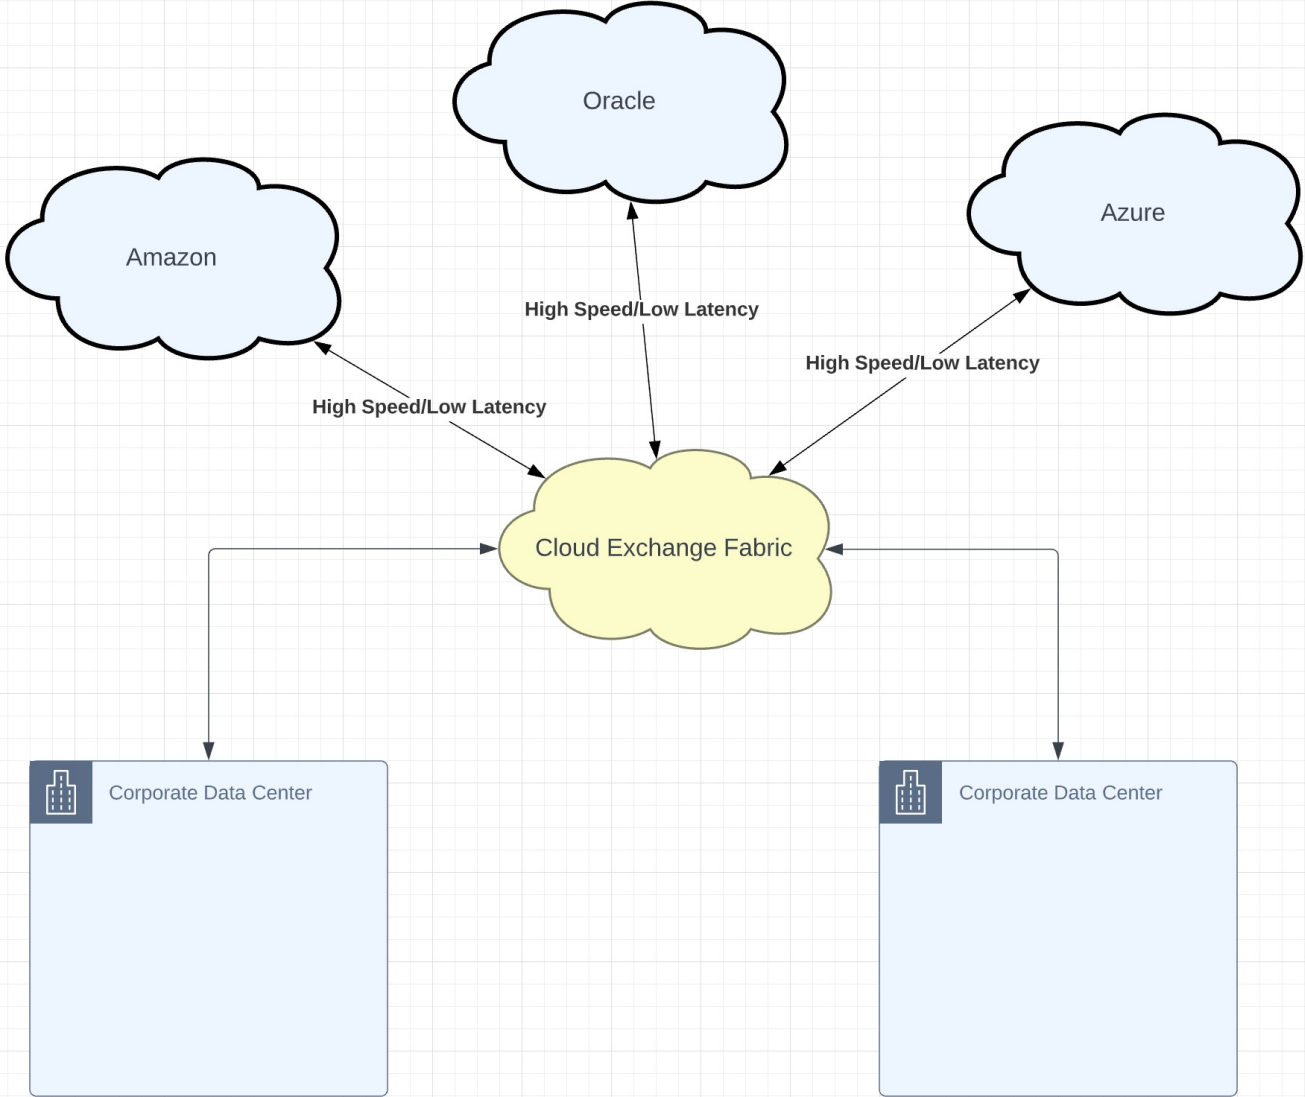 Oracle
Azure
Amazon
High Speed/Low Latency
High Speed/Low Latency
High Speed/Low Latency
Cloud Exchange Fabric
Corporate Data Center
Corporate Data Center